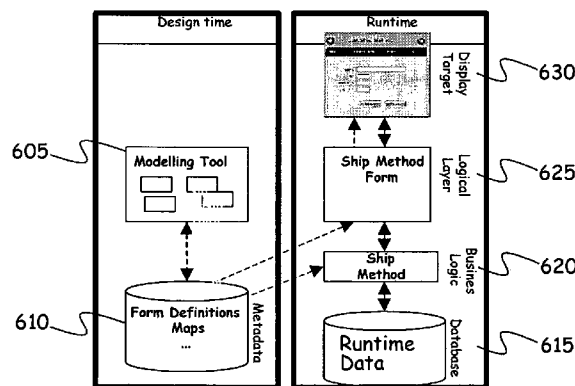 Design time
Runtime
Display
Target
630
605
Modelling Tool
Ship Method
Form
Logical
Layer
625
Ship
Method
Busines
Logic
620
610
Form Definitions
Maps
...
Metadata
Runtime
Data
Database
615